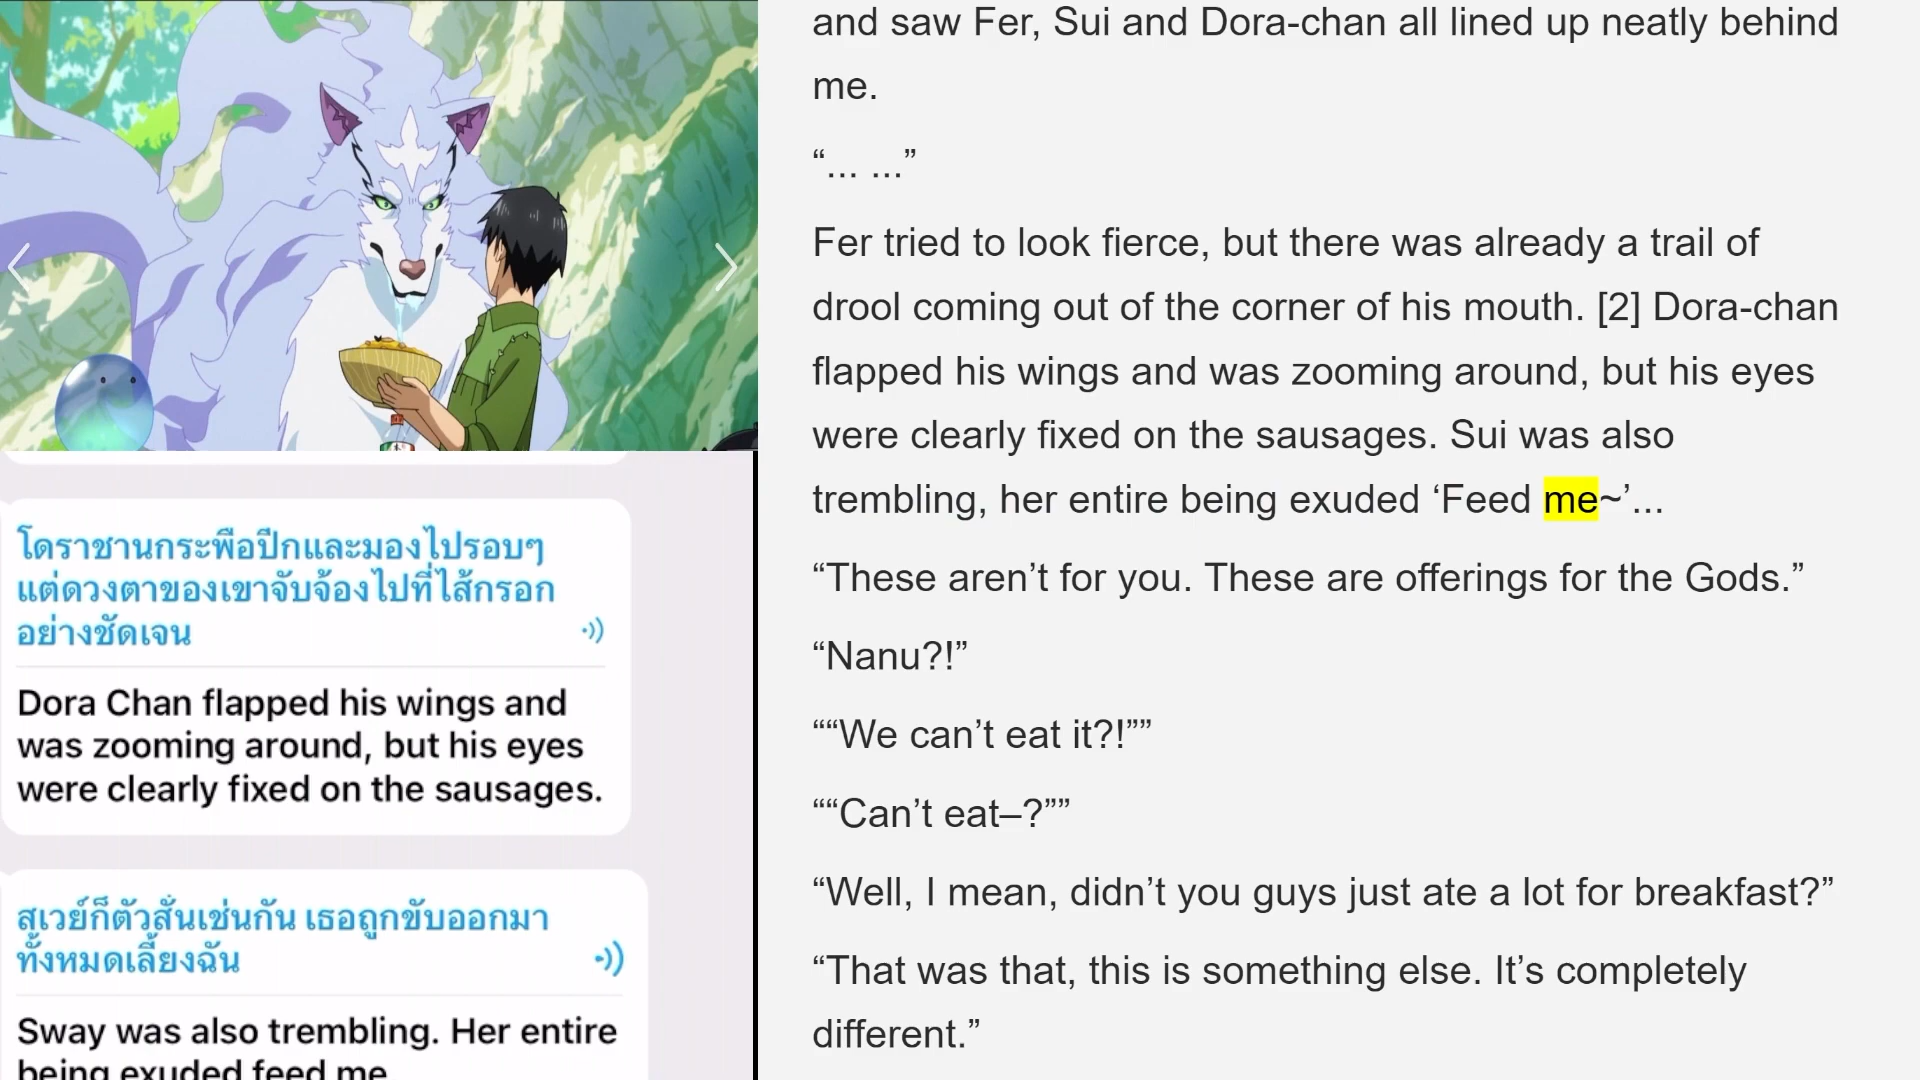 and saw Fer, Sui and Dora-chan all lined up neatly behind
me.
“... ...”
Fer tried to look fierce, but there was already a trail of
drool coming out of the corner of his mouth. [2] Dora-chan
flapped his wings and was zooming around, but his eyes
were clearly fixed on the sausages. Sui was also
trembling, her entire being exuded ‘Feed me~’...
“These aren’t for you. These are offerings for the Gods.”
“Nanu?!”
““We can’t eat it?!””
““Can’t eat–?””
“Well, I mean, didn’t you guys just ate a lot for breakfast?”
“That was that, this is something else. It’s completely
different.”
โดราชานกระพือปีกและมองไปรอบๆ
แต่ดวงตาของเขาจับจ้องไปที่ไส้กรอก
อย่างชัดเจน
Dora Chan flapped his wings and
was zooming around, but his eyes
were clearly fixed on the sausages.
สเวย์ก็ตัวสั่นเช่นกัน เธอถูกขับออกมา
ทั้งหมดเลี้ยงฉัน
Sway was also trembling. Her entire
being exuded feed me.